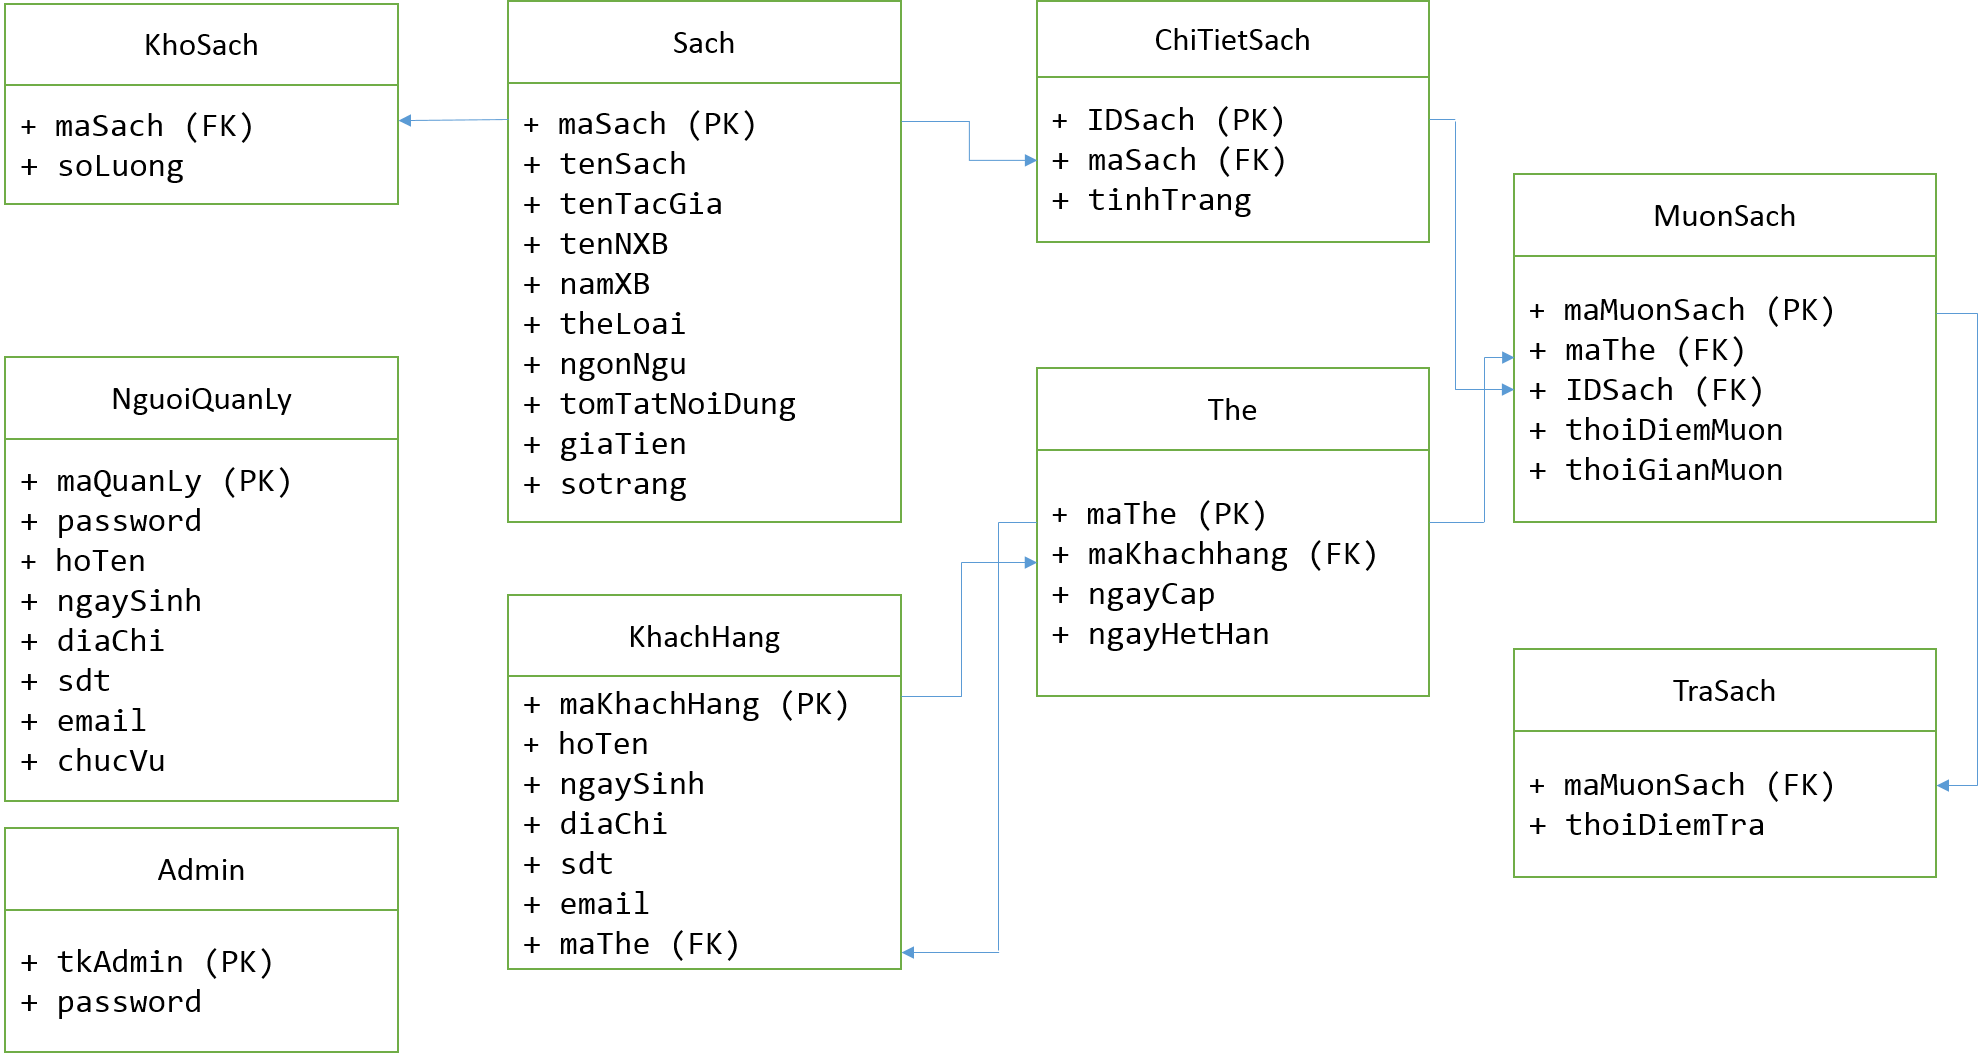 KhoSach
+ maSach (FK)
+ soLuong
Sach
+ maSach (PK)
+ tenSach
+ tenTacGia
+ tenNXB
+ namXB
+ theLoai
+ ngonNgu
+ tomTatNoiDung
+ giaTien
+ sotrang
ChiTietSach
+ IDSach (PK)
+ maSach (FK)
+ tinhTrang
MuonSach
+ maMuonSach (PK)
+ maThe (FK)
+ IDSach (FK)
+ thoiDiemMuon
+ thoiGianMuon
NguoiQuanLy
+ maQuanLy (PK)
+ password
+ hoTen
+ ngaySinh
+ diaChi
+ sdt
+ email
+ chucVu
The
+ maThe (PK)
+ maKhachhang (FK)
+ ngayCap
+ ngayHetHan
KhachHang
+ maKhachHang (PK)
+ hoTen
+ ngaySinh
+ diaChi
+ sdt
+ email
+ maThe (FK)
TraSach
+ maMuonSach (FK)
+ thoiDiemTra
Admin
+ tkAdmin (PK)
+ password